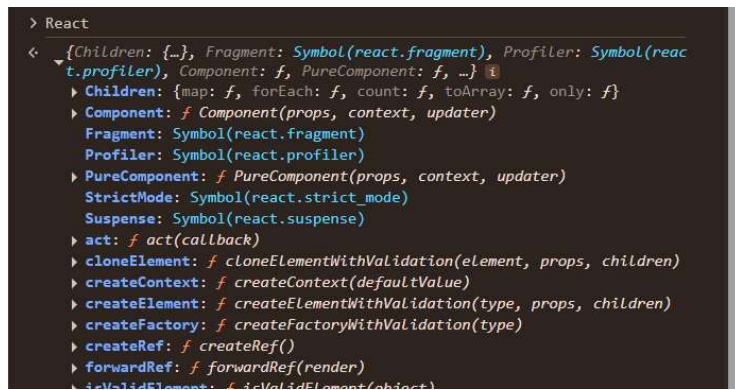 > React
{Children: {…}, Fragment: Symbol(react.fragment), Profiler: Symbol(reac
t.profiler), Component: ƒ, PureComponent: ƒ, …} i
Children: {map: ƒ, forEach: ƒ, count: ƒ, toArray: ƒ, only: ƒ}
Component: ƒ Component(props, context, updater)
Fragment: Symbol(react.fragment)
Profiler: Symbol(react.profiler)
PureComponent: ƒ PureComponent(props, context, updater)
StrictMode: Symbol(react.strict_mode)
Suspense: Symbol(react.suspense)
act: ƒ act(callback)
cloneElement: ƒ cloneElementWithValidation(element, props, children)
createContext: ƒ createContext(defaultValue)
createElement: ƒ createElementWithValidation(type, props, children)
createFactory: ƒ createFactoryWithValidation(type)
createRef: ƒ createRef()
forwardRef: ƒ forwardRef(render)
isValidElement: ƒ isValidElement(object)